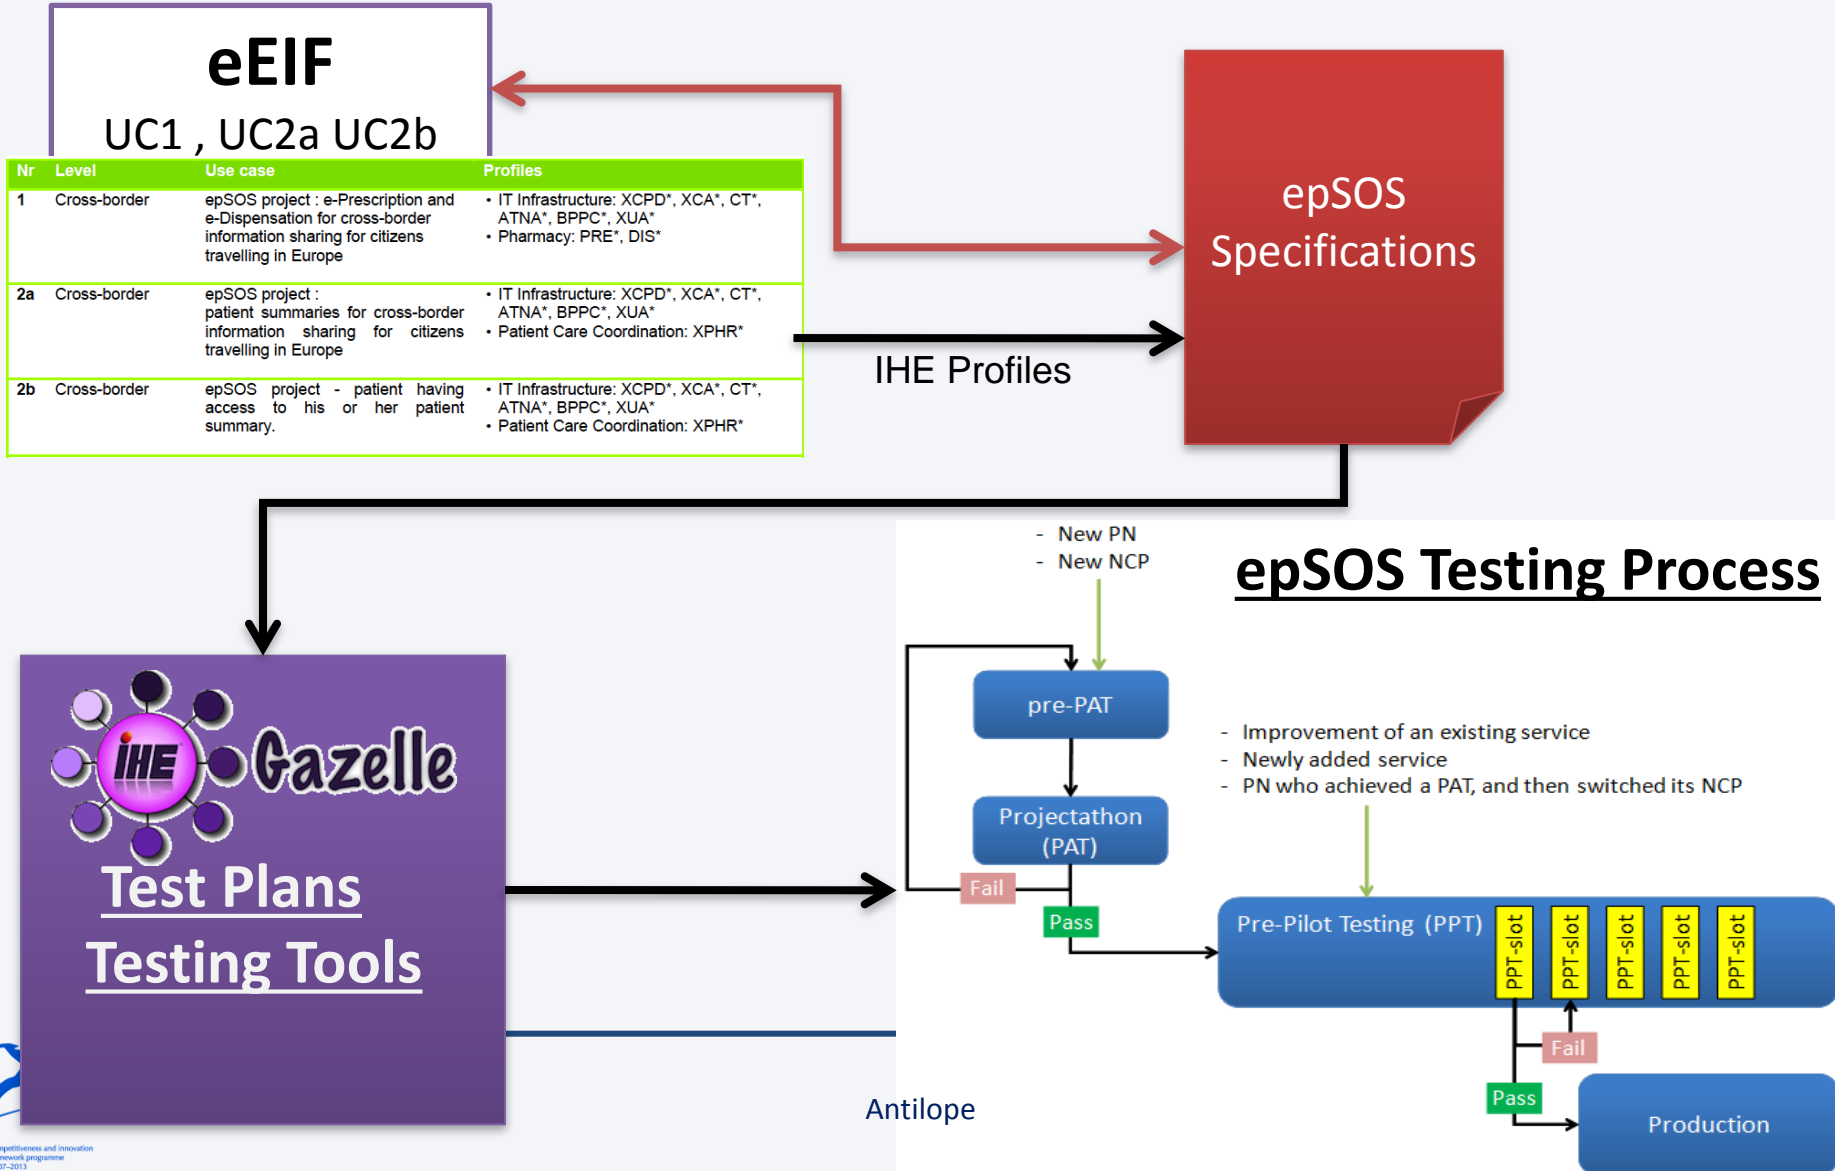 eEIF
UC1 , UC2a UC2b
Nr Level Use case Profiles
1 Cross-border epSOS project : e-Prescription and
e-Dispensation for cross-border
information sharing for citizens
travelling in Europe
• IT Infrastructure: XCPD*, XCA*, CT*,
ATNA*, BPPC*, XUA*
• Pharmacy: PRE*, DIS*
2a Cross-border epSOS project :
patient summaries for cross-border
information sharing for citizens
travelling in Europe
• IT Infrastructure: XCPD*, XCA*, CT*,
ATNA*, BPPC*, XUA*
• Patient Care Coordination: XPHR*
2b Cross-border epSOS project - patient having
access to his or her patient
summary.
• IT Infrastructure: XCPD*, XCA*, CT*,
ATNA*, BPPC*, XUA*
• Patient Care Coordination: XPHR*
IHE Profiles
epSOS
Specifications
epSOS Testing Process
- New PN
- New NCP
pre-PAT
Projectathon
(PAT)
Fail
Pass
- Improvement of an existing service
- Newly added service
- PN who achieved a PAT, and then switched its NCP
Pre-Pilot Testing (PPT)
PPT-slot
PPT-slot
PPT-slot
PPT-slot
PPT-slot
Fail
Pass
Production
IHE
Gazelle
Test Plans
Testing Tools
Antilope
mpetitiveness and innovation
mework programme
07–2013